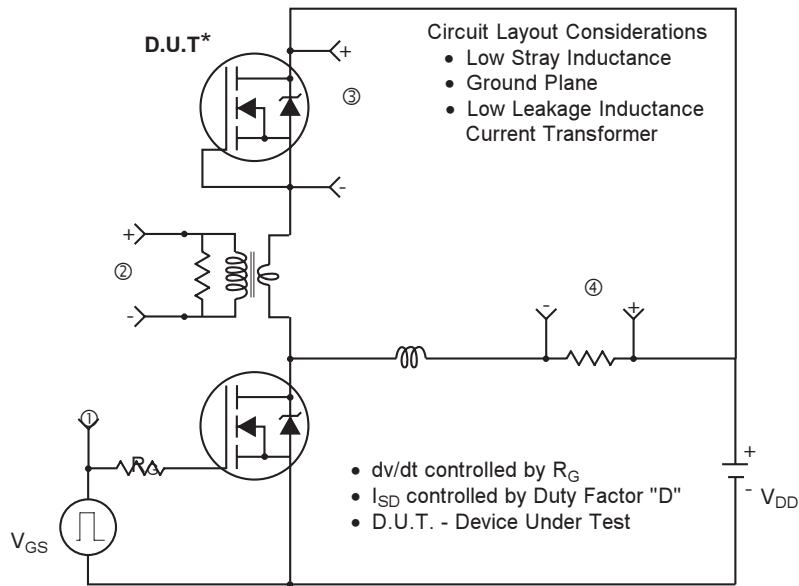 D.U.T*
+
③
-
Circuit Layout Considerations
• Low Stray Inductance
• Ground Plane
• Low Leakage Inductance
Current Transformer
+
②
-
④
-
+
①
RG
VGS
• dv/dt controlled by RG
• ISD controlled by Duty Factor "D"
• D.U.T. - Device Under Test
+
-
VDD